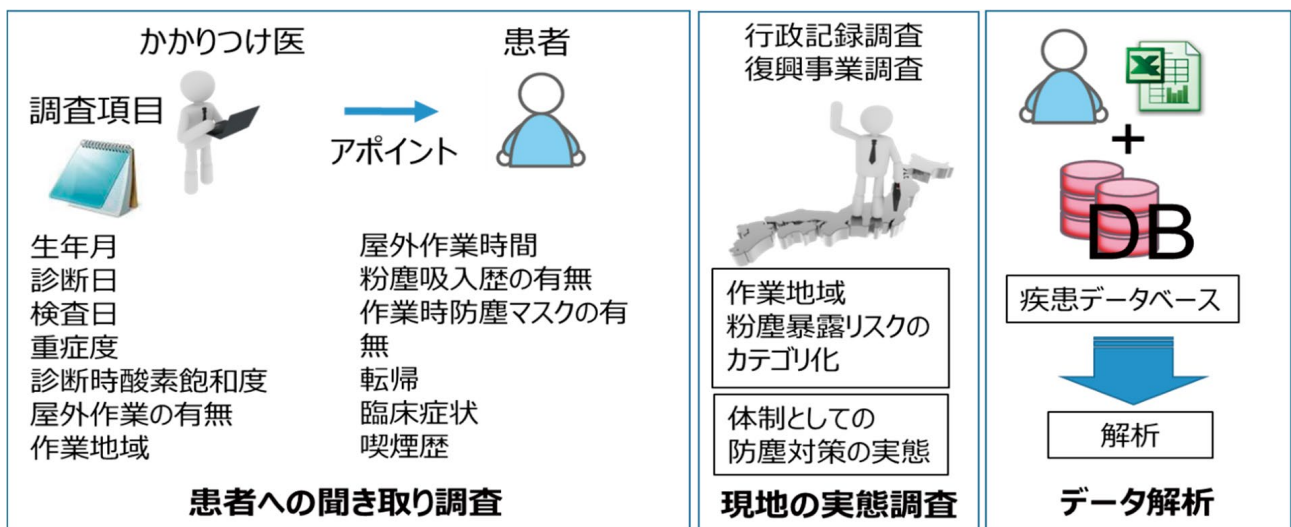 かかりつけ医
患者
調査項目
アポイント
生年月
診断日
検査日
重症度
診断時酸素飽和度
屋外作業の有無
作業地域
屋外作業時間
粉塵吸入歴の有無
作業時防塵マスクの有
無
転帰
臨床症状
喫煙歴
患者への聞き取り調査
行政記録調査
復興事業調査
作業地域
粉塵暴露リスクの
カテゴリ化
体制としての
防塵対策の実態
現地の実態調査
X
+
DB
疾患データベース
解析
データ解析